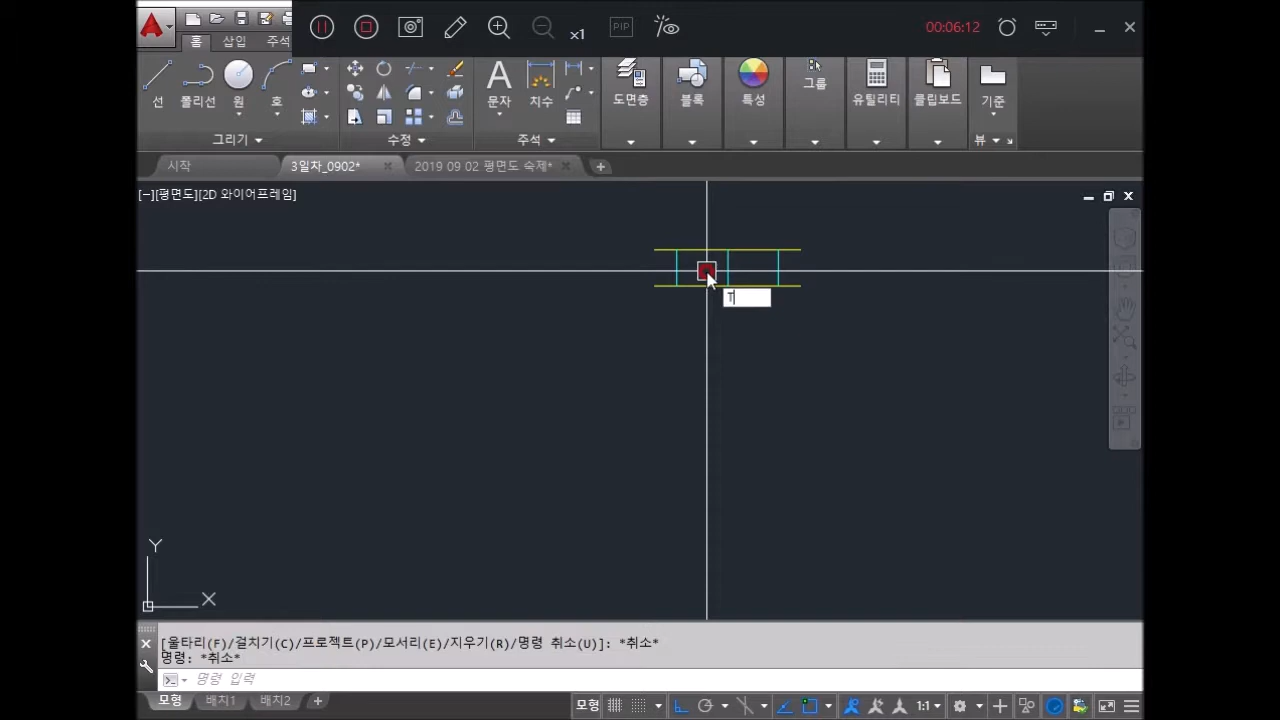 x1
PIP
00:06:12
홈 삽입 주석
선 폴리선 원 호 문자 치수 도면층 블록 특성 그룹 유틸리티 클립보드 기준
그리기 수정 주석 뷰
시작 3일차_0902* 2019 09 02 평면도 숙제*
[−][평면도][2D 와이어프레임]
T
Y
X
[울타리(F)/걸치기(C)/프로젝트(P)/모서리(E)/지우기(R)/명령 취소(U)]: *취소*
명령: *취소*
명령 입력
모형 배치1 배치2 모형 1:1